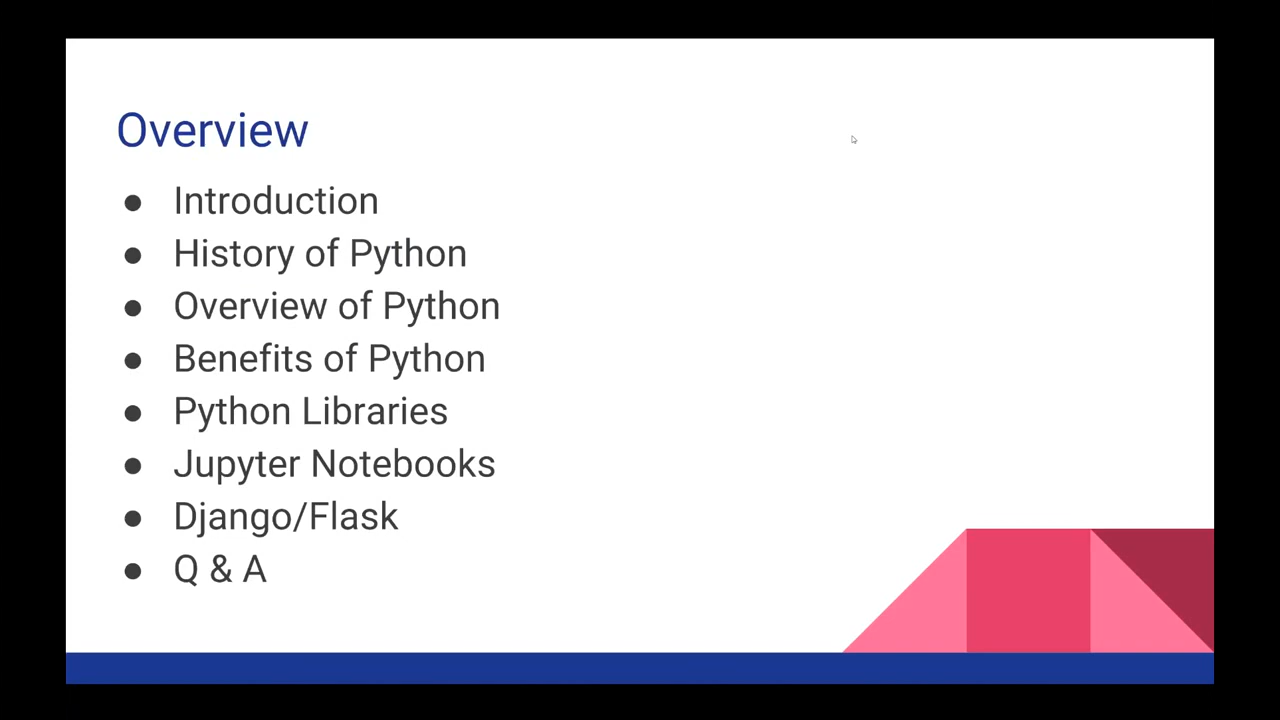 Overview
● Introduction
● History of Python
● Overview of Python
● Benefits of Python
● Python Libraries
● Jupyter Notebooks
● Django/Flask
● Q & A